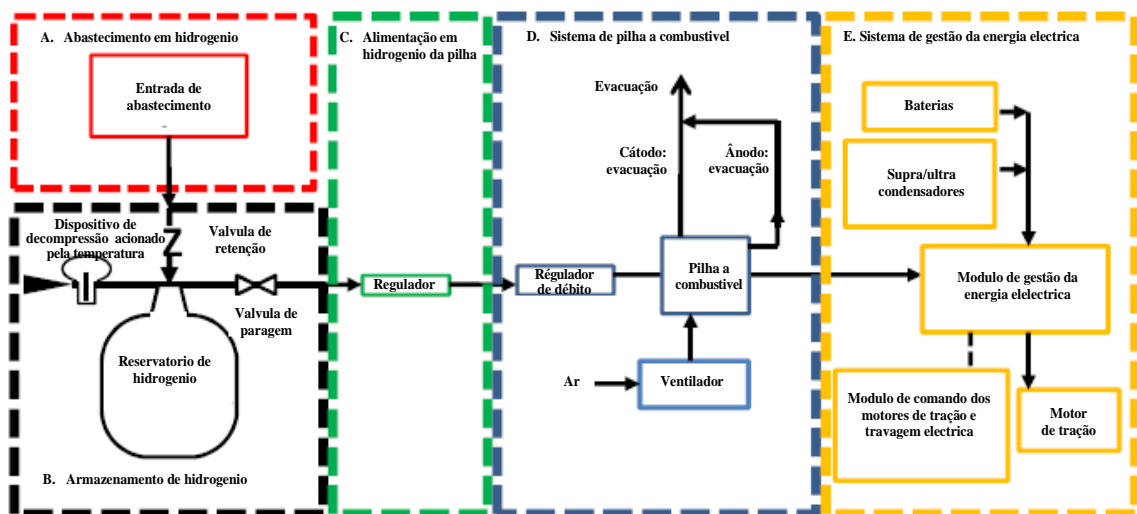 A. Abastecimento em hidrogenio
Entrada de
abastecimento
Dispositivo de
decompressão acionado
pela temperatura
Valvula de
retenção
Valvula de
paragem
Reservatorio de
hidrogenio
B. Armazenamento de hidrogenio
C. Alimentação em
hidrogenio da pilha
Regulador
D. Sistema de pilha a combustivel
Evacuação
Cátodo:
evacuação
Ânodo:
evacuação
Régulador
de débito
Pilha a
combustivel
Ar
Ventilador
E. Sistema de gestão da energia electrica
Baterias
Supra/ultra
condensadores
Modulo de gestão da
energia elelectrica
Modulo de comando dos
motores de tração e
travagem electrica
Motor
de tração